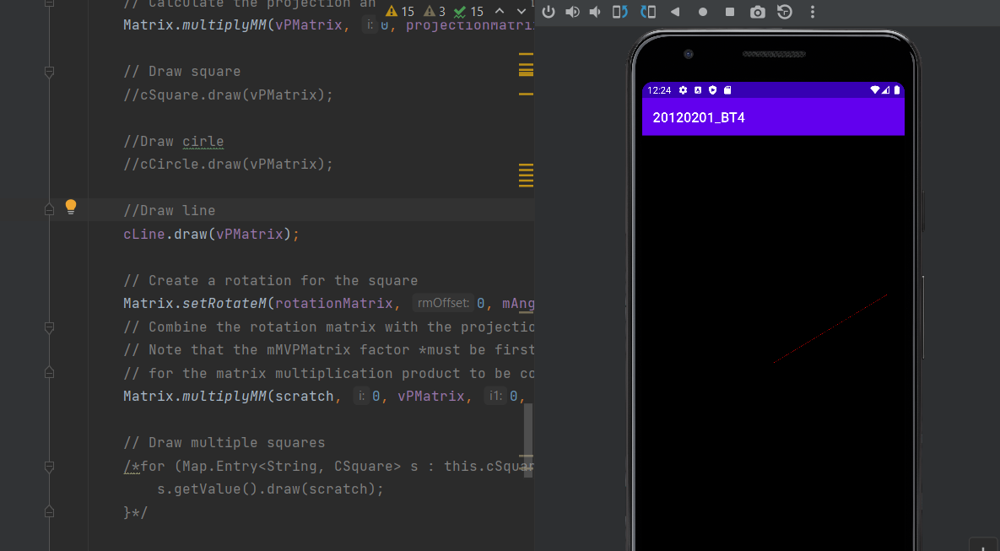 // Calculate the projection an
15 3 15
Matrix.multiplyMM(vPMatrix, i: 0, projectionMatri
// Draw square
//cSquare.draw(vPMatrix);
//Draw cirle
//cCircle.draw(vPMatrix);
//Draw line
cLine.draw(vPMatrix);
// Create a rotation for the square
Matrix.setRotateM(rotationMatrix, rmOffset: 0, mAng
// Combine the rotation matrix with the projectio
// Note that the mMVPMatrix factor *must be first
// for the matrix multiplication product to be co
Matrix.multiplyMM(scratch, i: 0, vPMatrix, i1: 0,
// Draw multiple squares
/*for (Map.Entry<String, CSquare> s : this.cSquar
s.getValue().draw(scratch);
}*/
12:24
20120201_BT4